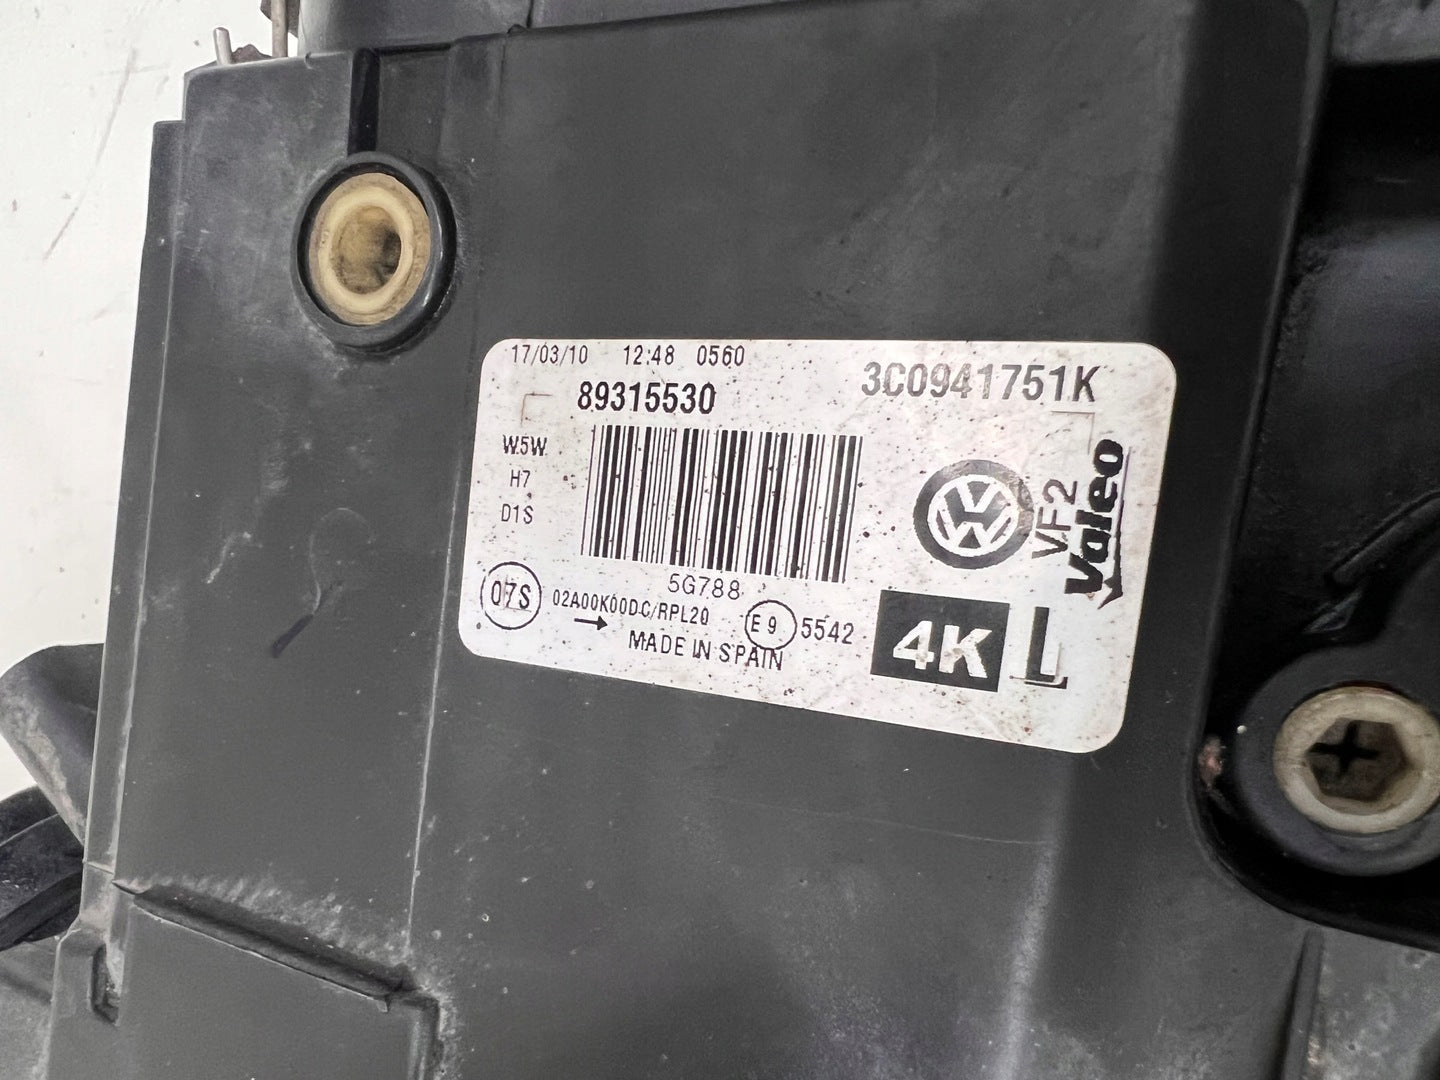 17/03/10 12:48 0560
89315530
3C0941751K
W5W
H7
D1S
VF2
Valeo
5G788
07S
02A00K00DC/RPL20
E9
5542
MADE IN SPAIN
4K
L